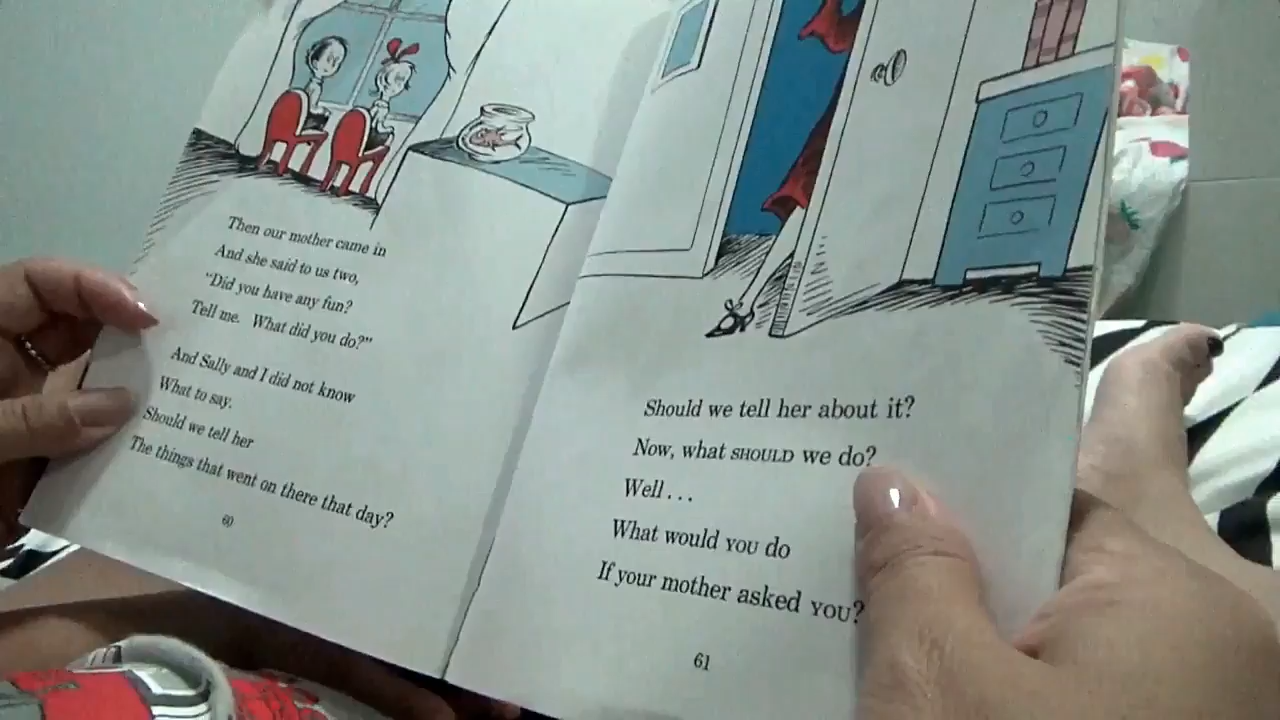 Then our mother came in
And she said to us two,
"Did you have any fun?
Tell me. What did you do?"
And Sally and I did not know
What to say.
Should we tell her
The things that went on there that day?
60
Should we tell her about it?
Now, what SHOULD we do?
Well . . .
What would YOU do
If your mother asked YOU?
61